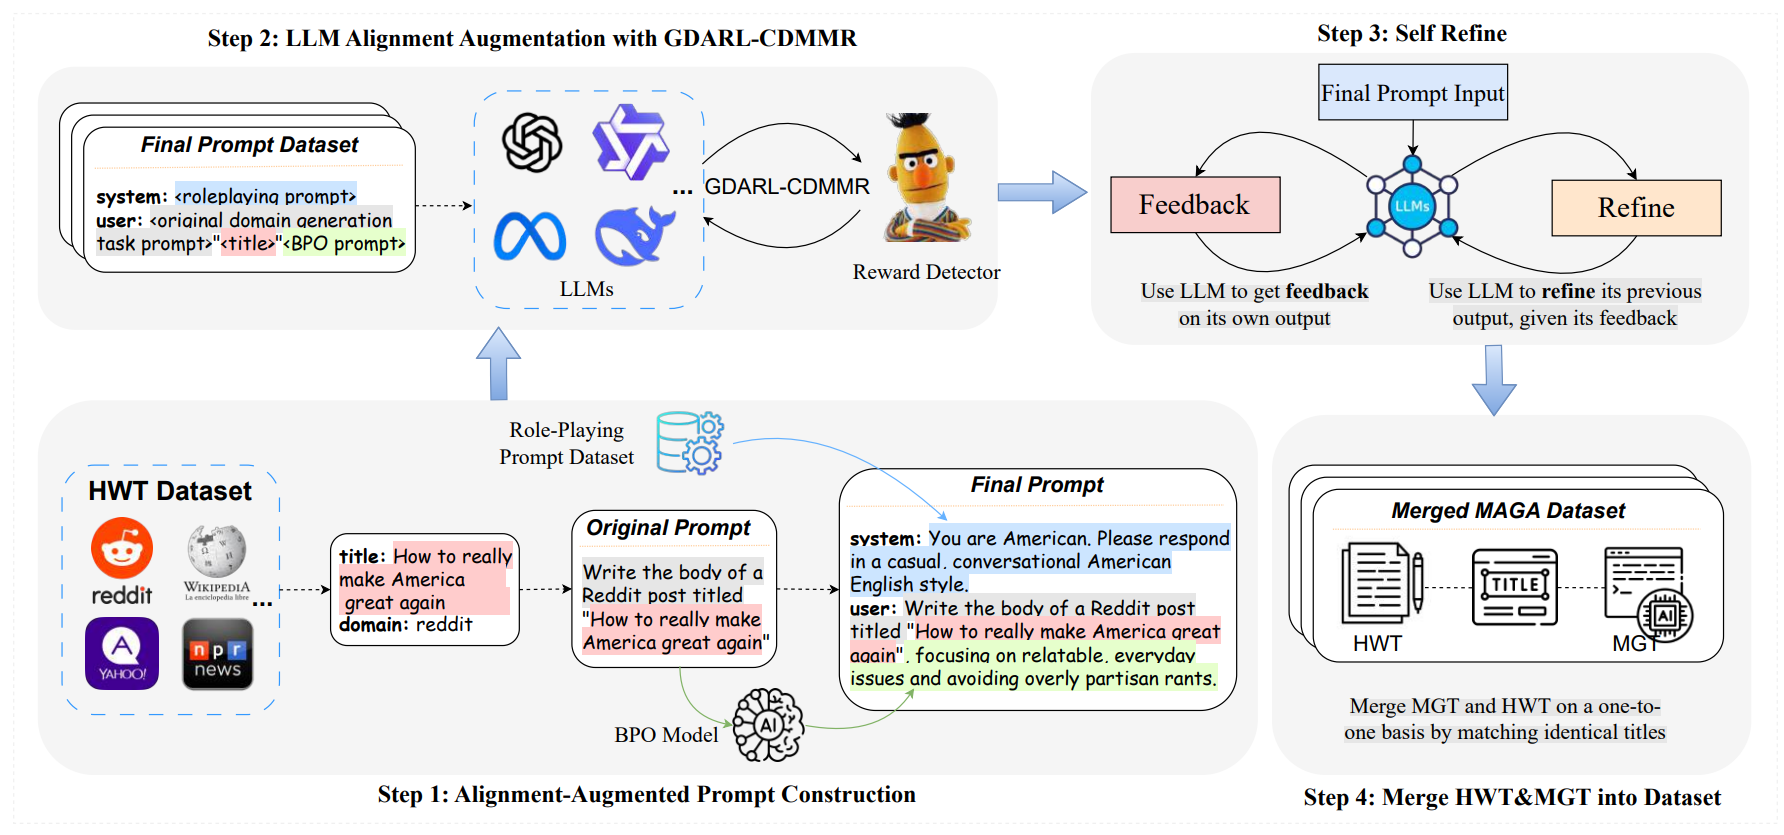 Step 2: LLM Alignment Augmentation with GDARL-CDMMR
Final Prompt Dataset
system: <roleplaying prompt>
user: <original domain generation
task prompt>"<title>"<BPO prompt>
...
LLMs
GDARL-CDMMR
Reward Detector
Step 3: Self Refine
Final Prompt Input
Feedback
LLMs
Refine
Use LLM to get feedback
on its own output
Use LLM to refine its previous
output, given its feedback
HWT Dataset
reddit
WIKIPEDIA
La enciclopedia libre
...
A
YAHOO!
npr
news
title: How to really
make America
great again
domain: reddit
Role-Playing
Prompt Dataset
Original Prompt
Write the body of a
Reddit post titled
"How to really make
America great again"
BPO Model
AI
Final Prompt
system: You are American. Please respond
in a casual, conversational American
English style.
user: Write the body of a Reddit post
titled "How to really make America great
again", focusing on relatable, everyday
issues and avoiding overly partisan rants.
Step 1: Alignment-Augmented Prompt Construction
Merged MAGA Dataset
HWT
TITLE
AI
MGT
Merge MGT and HWT on a one-to-
one basis by matching identical titles
Step 4: Merge HWT&MGT into Dataset